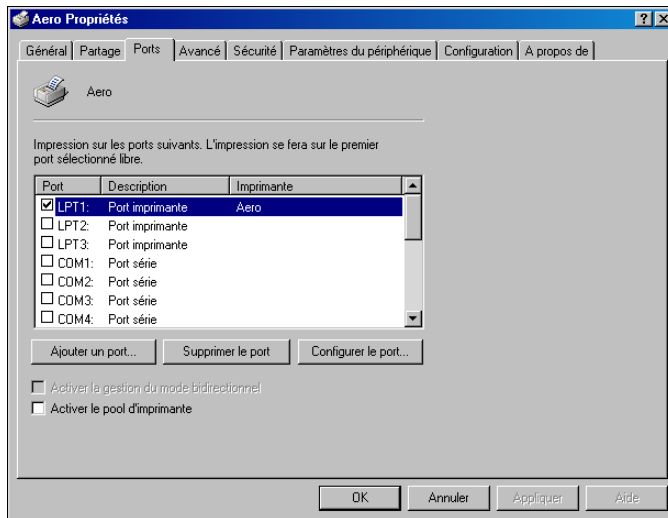 Aero Propriétés
Général Partage Ports Avancé Sécurité Paramètres du périphérique Configuration A propos de
Aero
Impression sur les ports suivants. L'impression se fera sur le premier
port sélectionné libre.
Port Description Imprimante
LPT1: Port imprimante Aero
LPT2: Port imprimante
LPT3: Port imprimante
COM1: Port série
COM2: Port série
COM3: Port série
COM4: Port série
Ajouter un port... Supprimer le port Configurer le port...
Activer la gestion du mode bidirectionnel
Activer le pool d'imprimante
OK Annuler Appliquer Aide